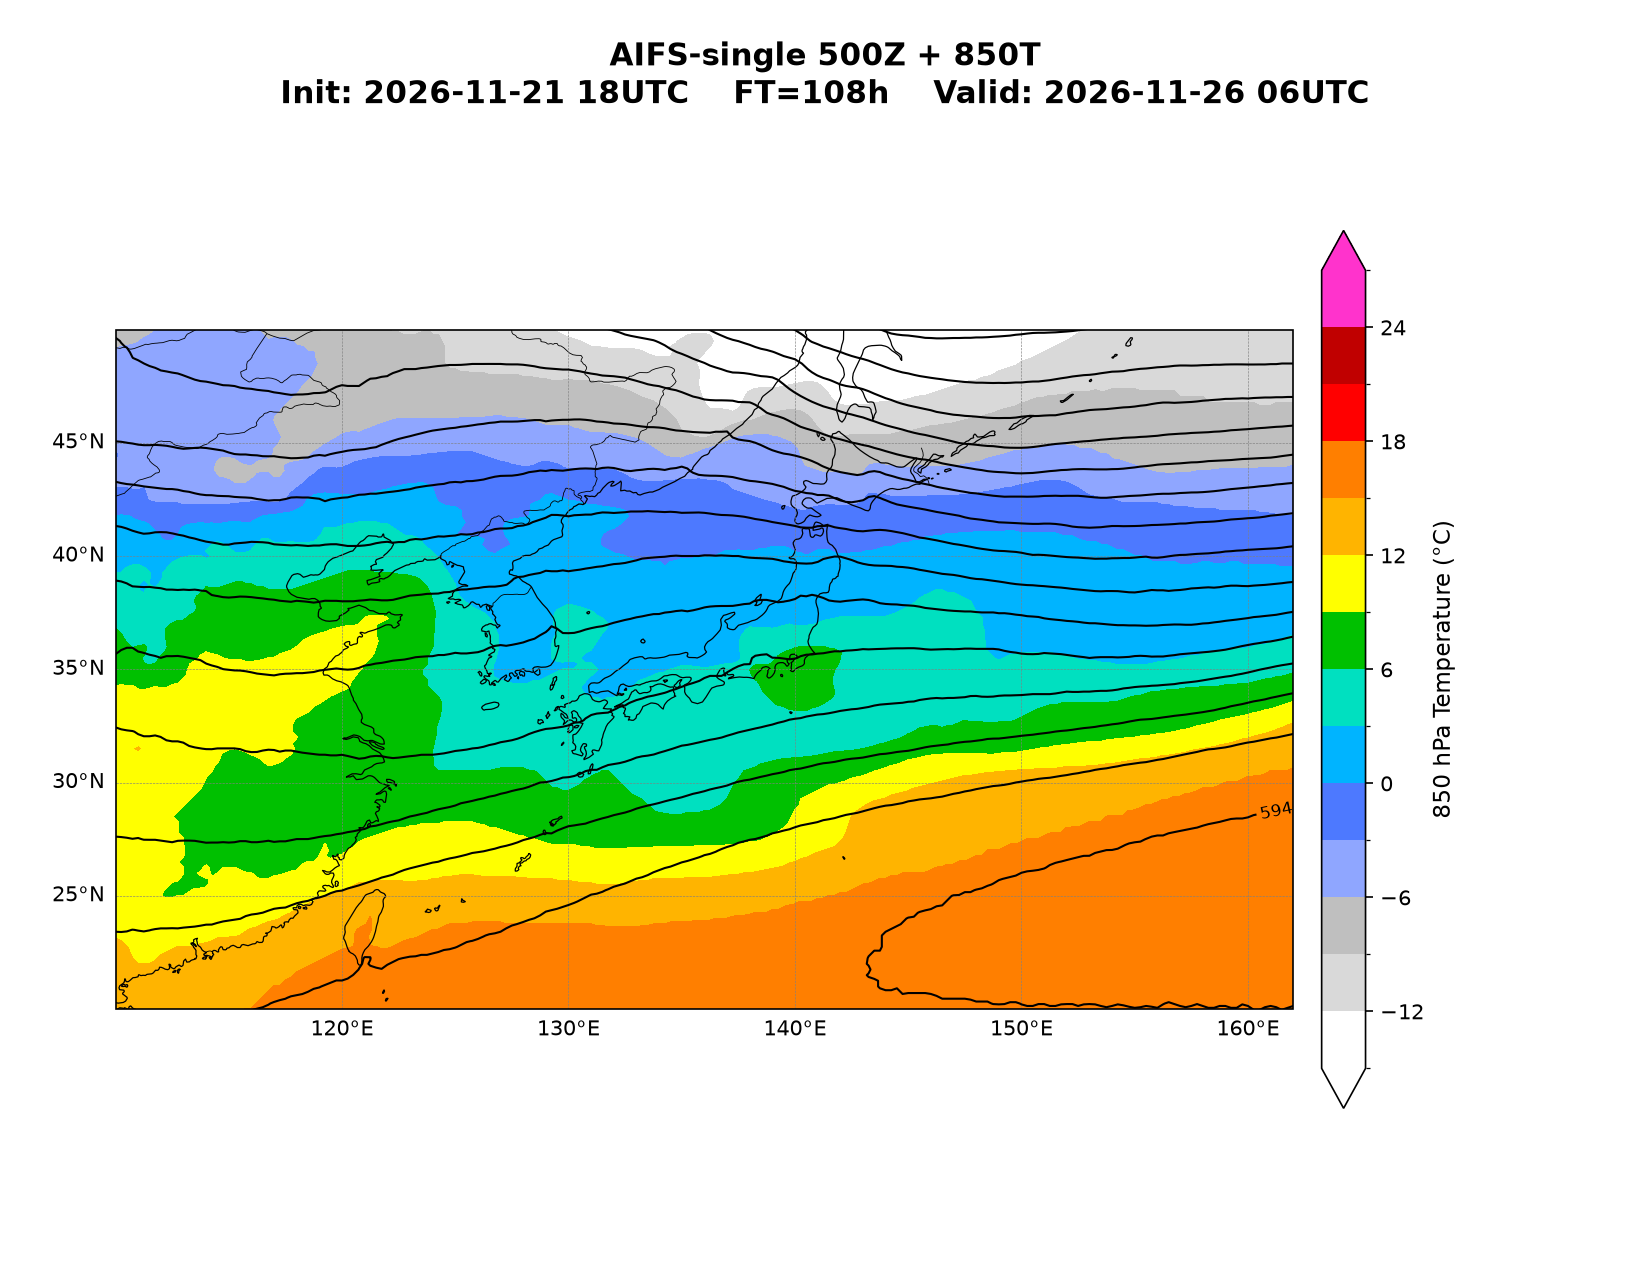 AIFS-single 500Z + 850T
Init: 2026-11-21 18UTC    FT=108h    Valid: 2026-11-26 06UTC
45°N
40°N
35°N
30°N
25°N
120°E
130°E
140°E
150°E
160°E
594
24
18
12
6
0
−6
−12
850 hPa Temperature (°C)